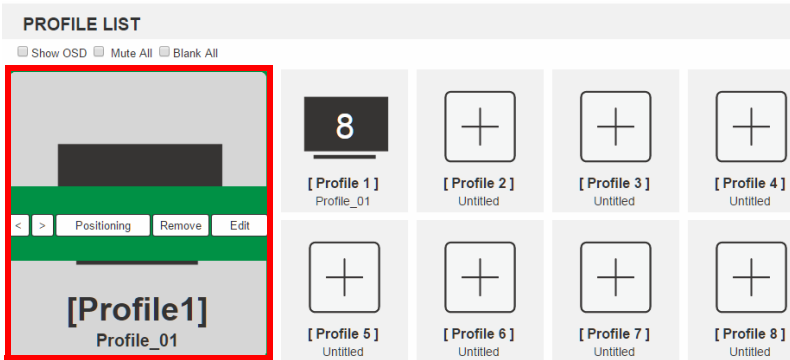 PROFILE LIST
Show OSD Mute All Blank All
< > Positioning Remove Edit
[Profile1]
Profile_01
8
[ Profile 1 ] [ Profile 2 ] [ Profile 3 ] [ Profile 4 ]
Profile_01 Untitled Untitled Untitled
[ Profile 5 ] [ Profile 6 ] [ Profile 7 ] [ Profile 8 ]
Untitled Untitled Untitled Untitled